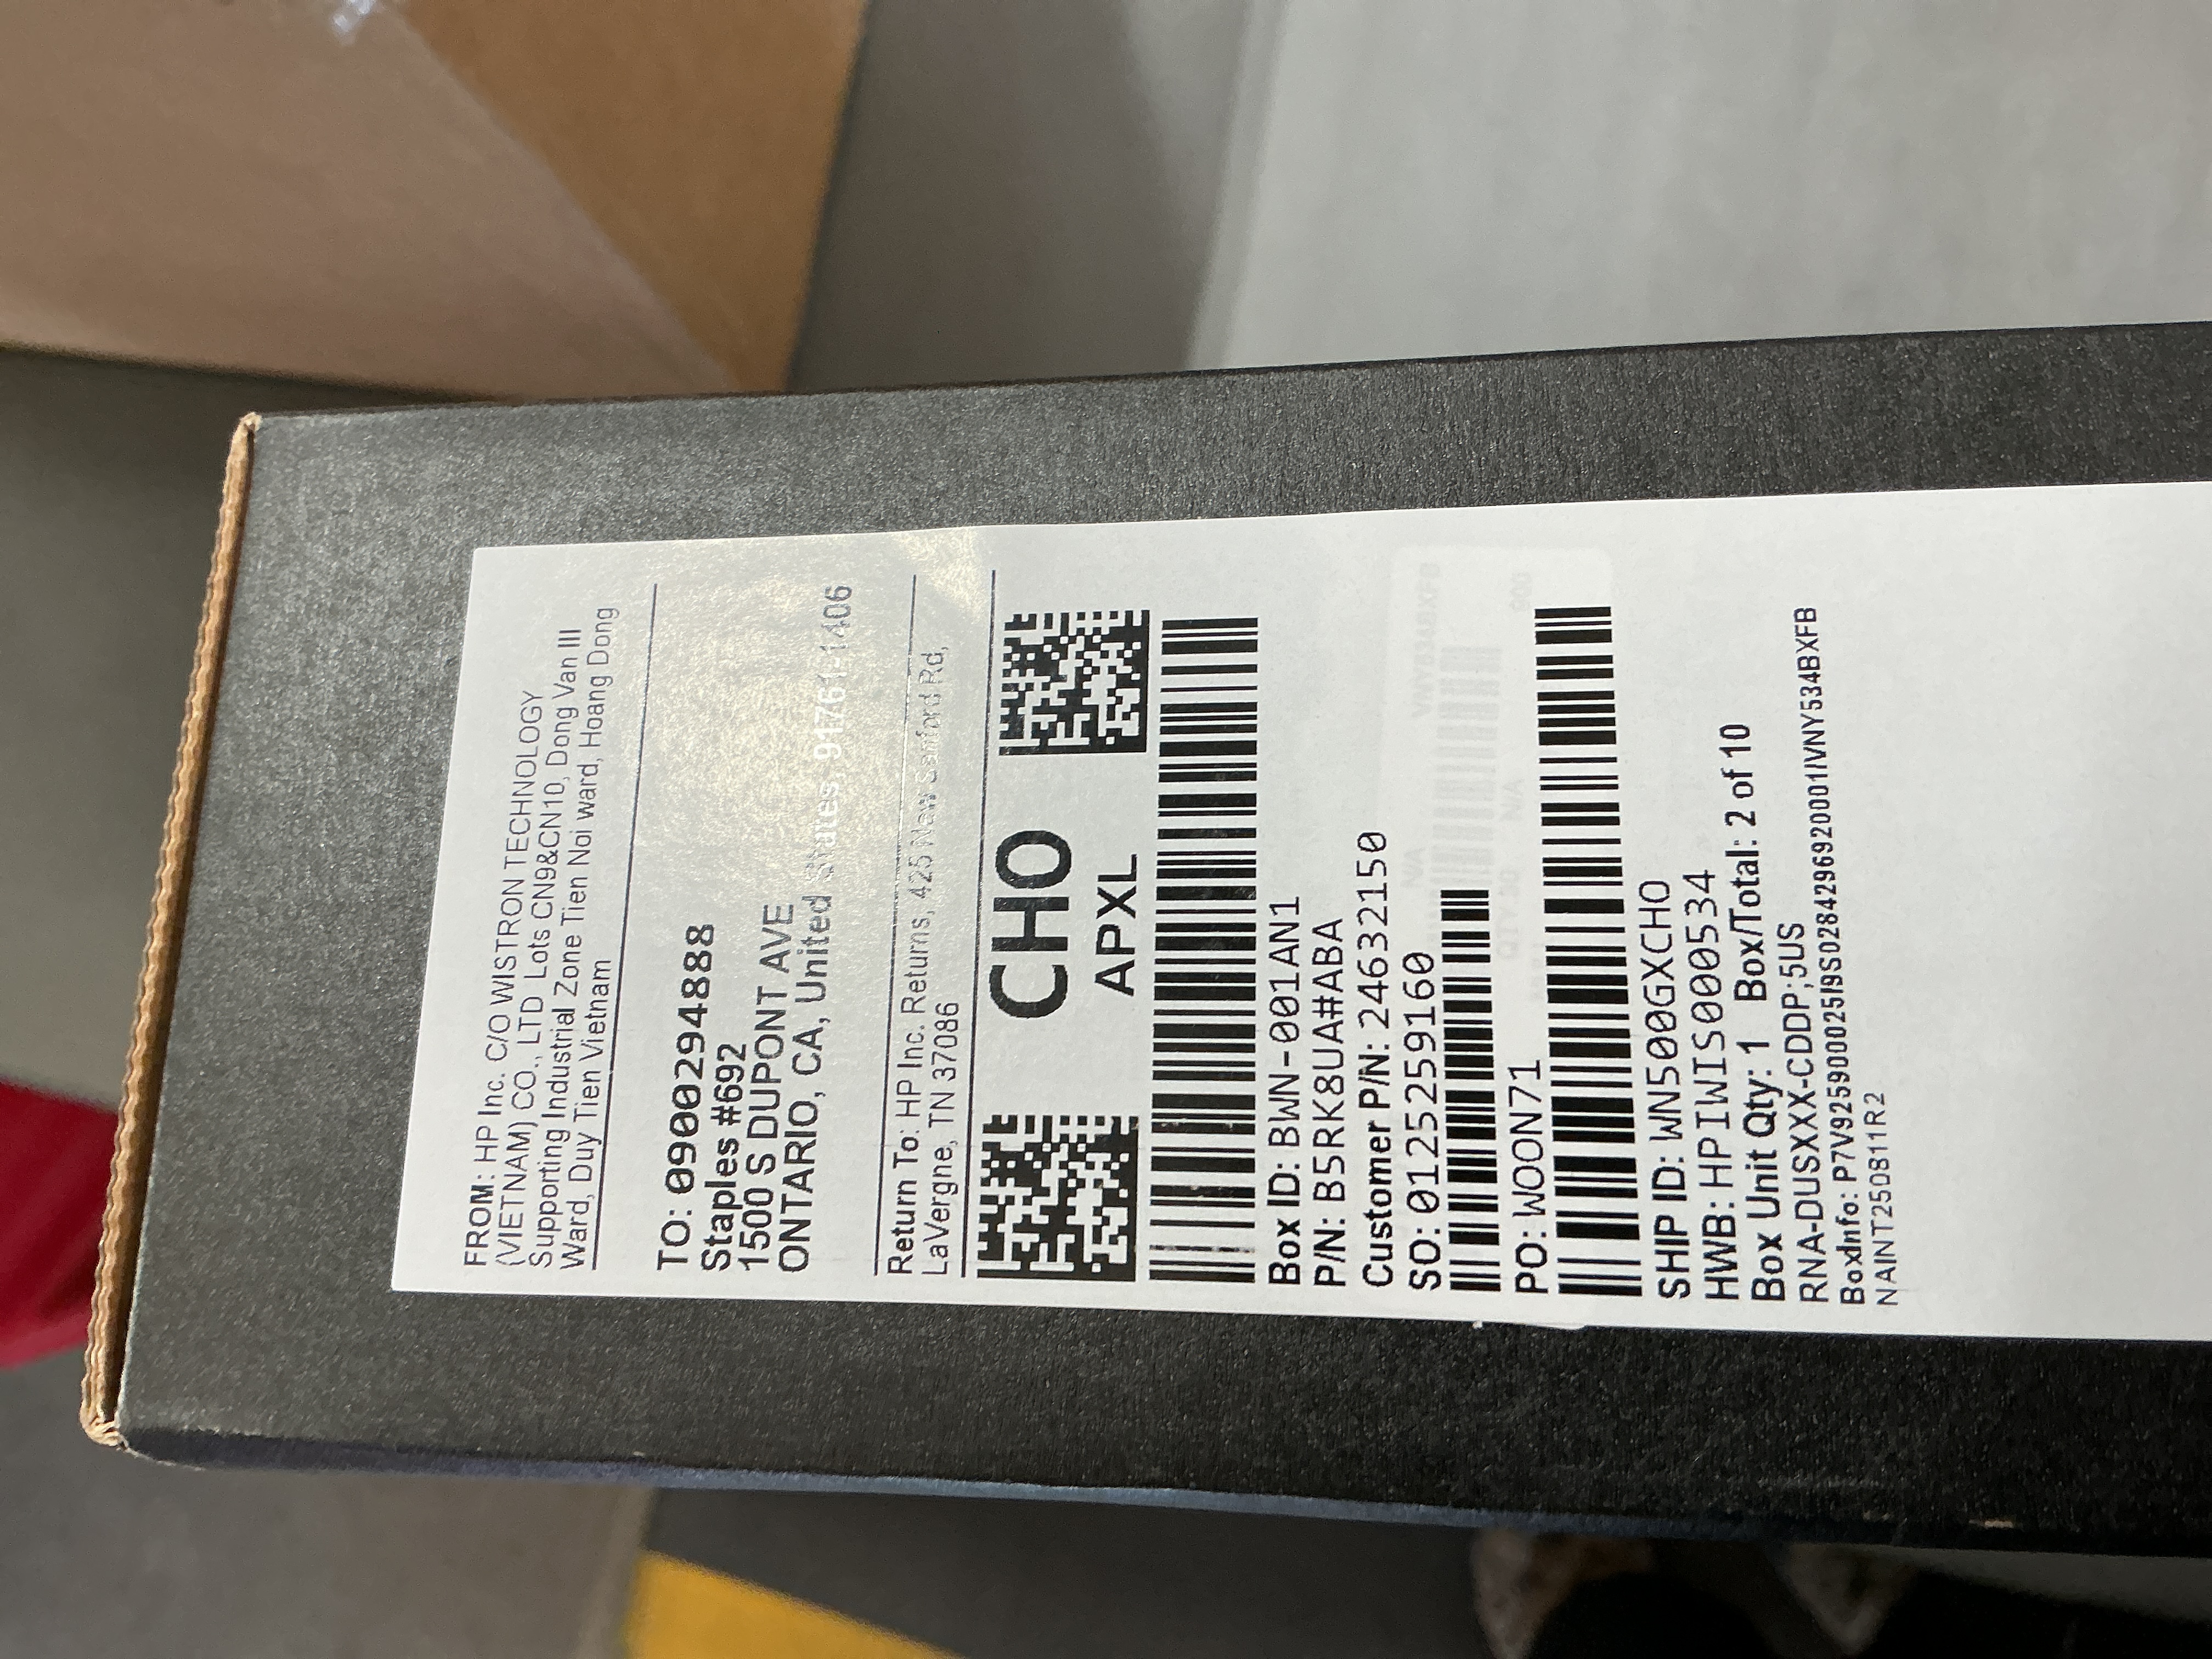 FROM: HP Inc. C/O WISTRON TECHNOLOGY
(VIETNAM) CO., LTD Lots CN9&CN10, Dong Van III
Supporting Industrial Zone Tien Noi ward, Hoang Dong
Ward, Duy Tien Vietnam
TO: 0900294888
Staples #692
1500 S DUPONT AVE
ONTARIO, CA, United States, 91761-1406
Return To: HP Inc. Returns, 425 New Sanford Rd,
LaVergne, TN 37086
CHO
APXL
Box ID: BWN-001AN1
P/N: B5RK8UA#ABA
Customer P/N: 24632150
SO: 0125259160
PO: WOON71
SHIP ID: WN500GXCHO
HWB: HPIWIS000534
Box Unit Qty: 1 Box/Total: 2 of 10
RNA-DUSXXX-CDDP;5US
BoxdnIfo: P7V925900025I9S0284296920001IVNY534BXFB
NAINT250811R2